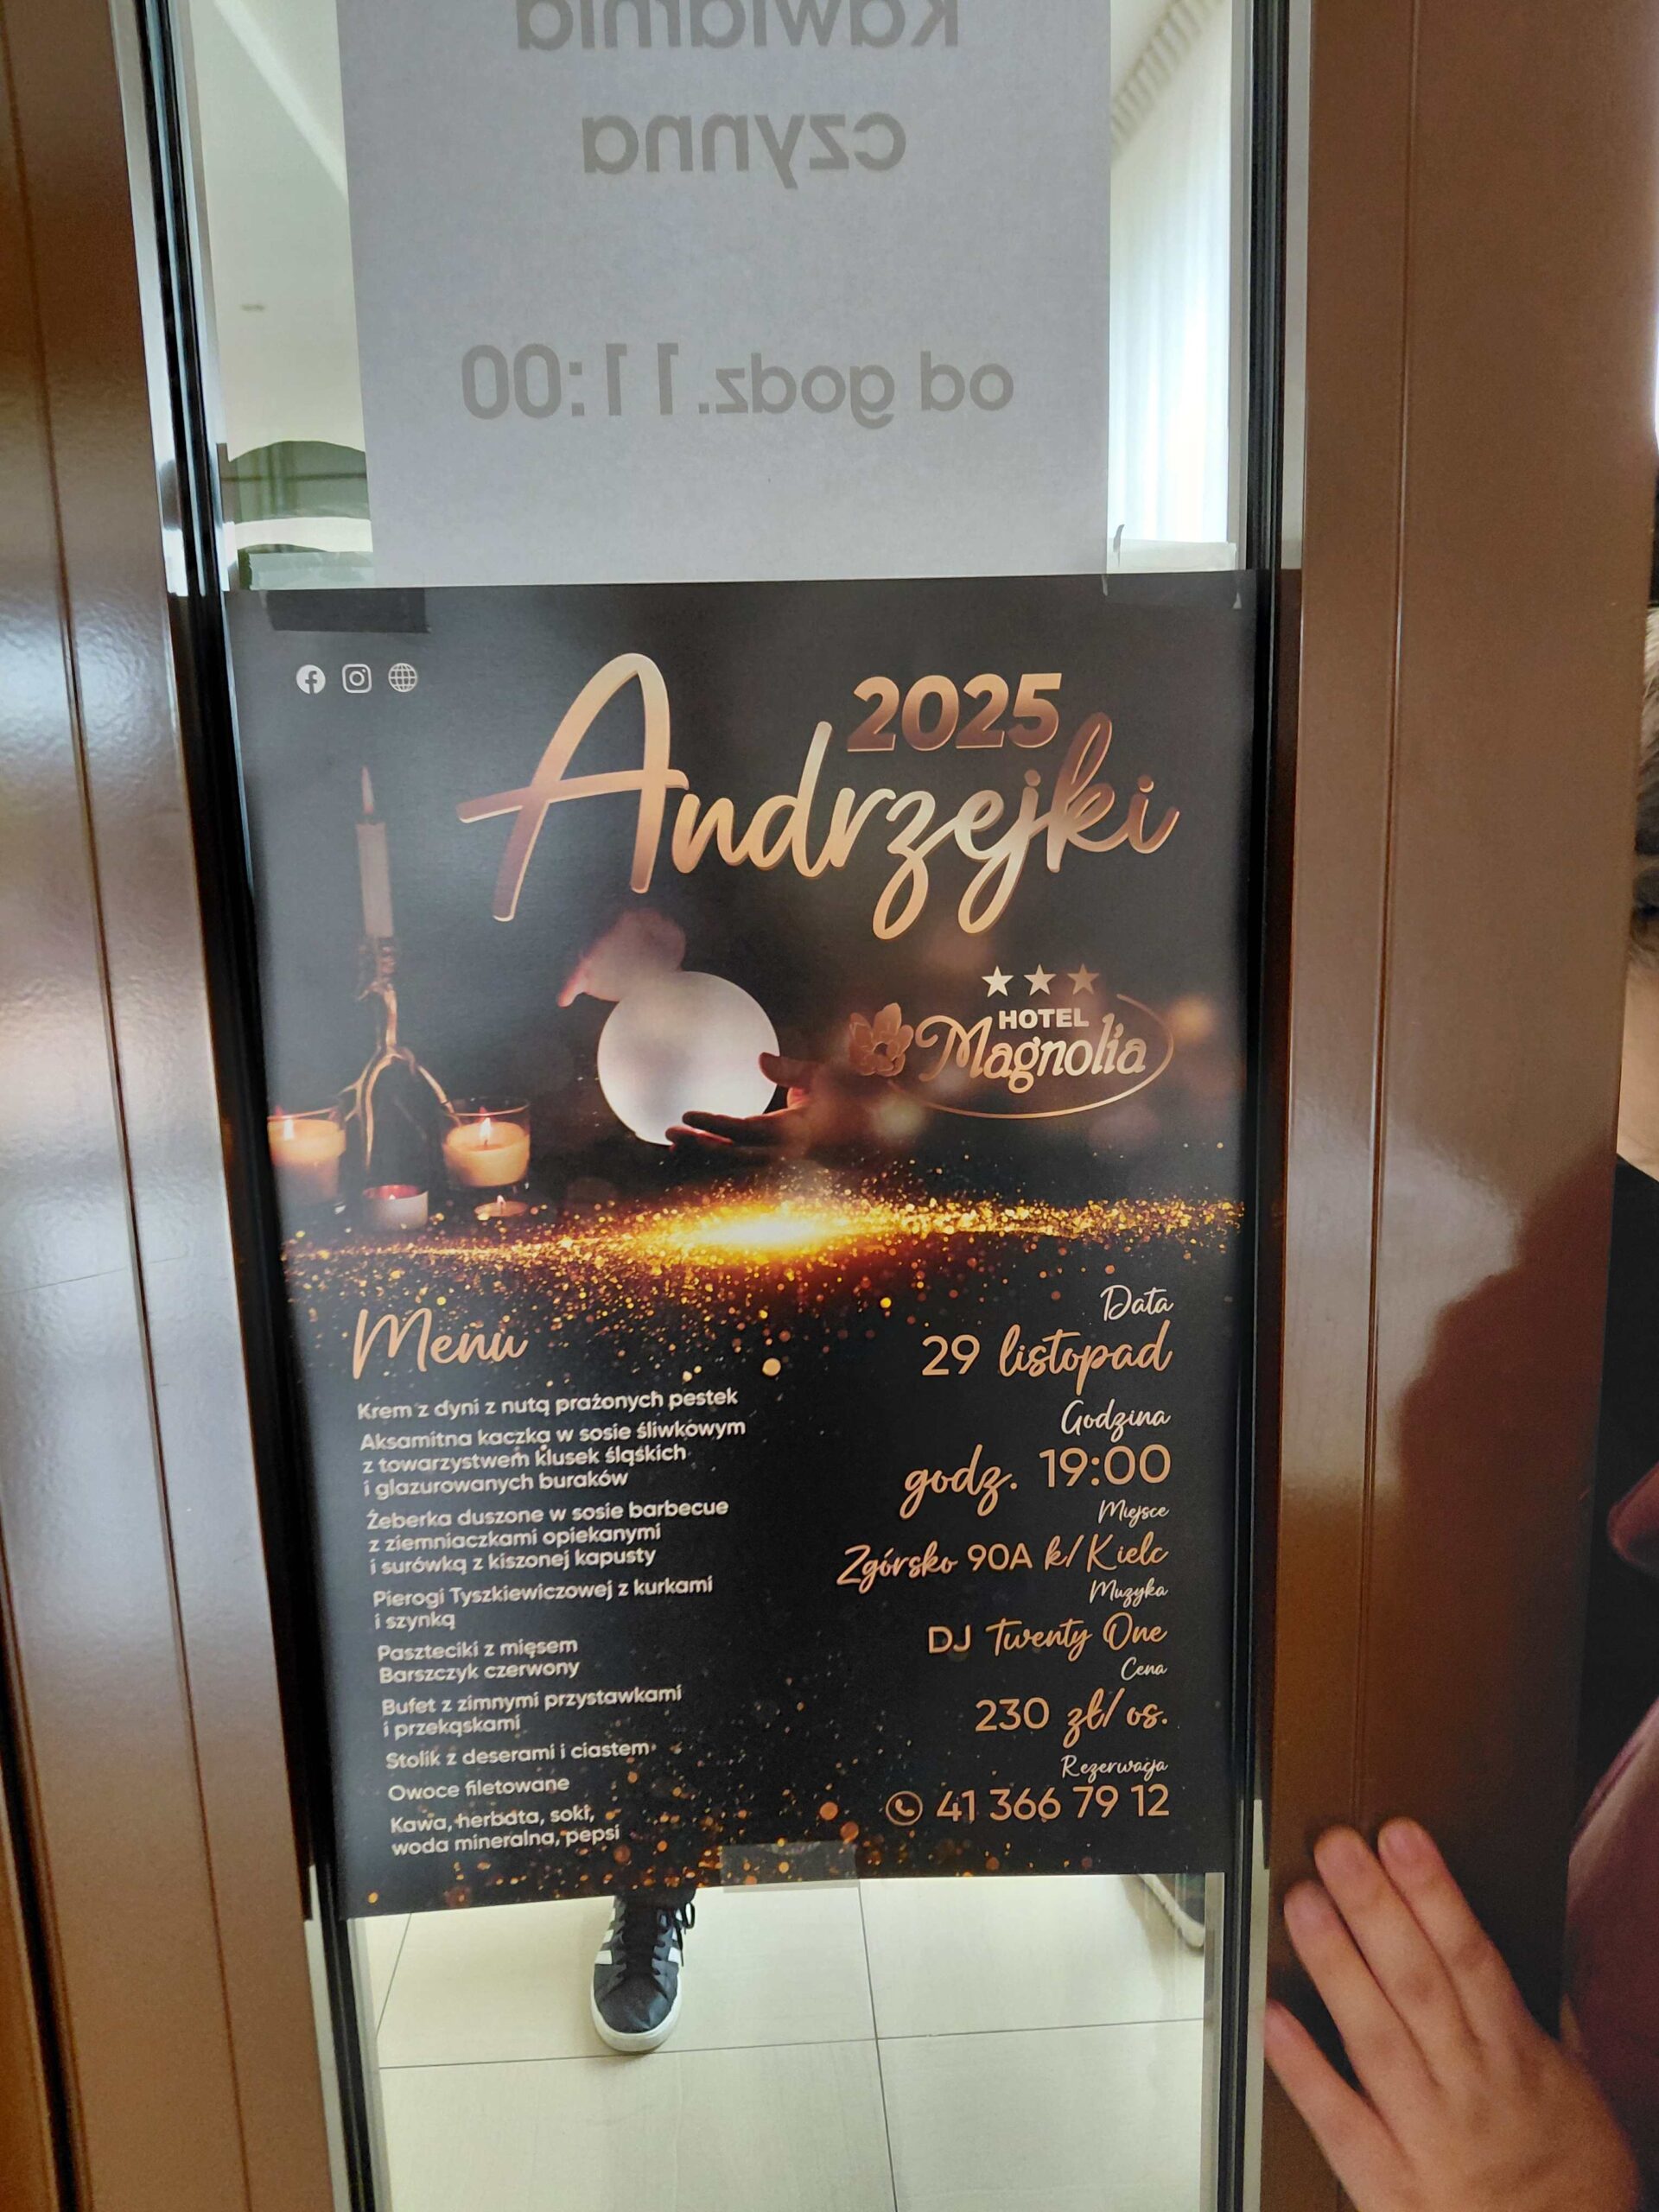 Kawiarnia
czynna
od godz.11:00
2025
Andrzejki
HOTEL
Magnolia
Menu
Krem z dyni z nutą prażonych pestek
Aksamitna kaczką w sosie śliwkowym
z towarzystwem klusek śląskich
i glazurowanych buraków
Żeberka duszone w sosie barbecue
z ziemniaczkami opiekanymi
i surówką z kiszonej kapusty
Pierogi Tyszkiewiczowej z kurkami
i szynką
Paszteciki z mięsem
Barszczyk czerwony
Bufet z zimnymi przystawkami
i przekąskami
Stolik z deserami i ciastem
Owoce filetowane
Kawa, herbata, soki,
woda mineralna, pepsi
Data
29 listopad
Godzina
godz. 19:00
Miejsce
Zgórsko 90A k/Kielc
Muzyka
DJ Twenty One
Cena
230 zł/os.
Rezerwacja
41 366 79 12